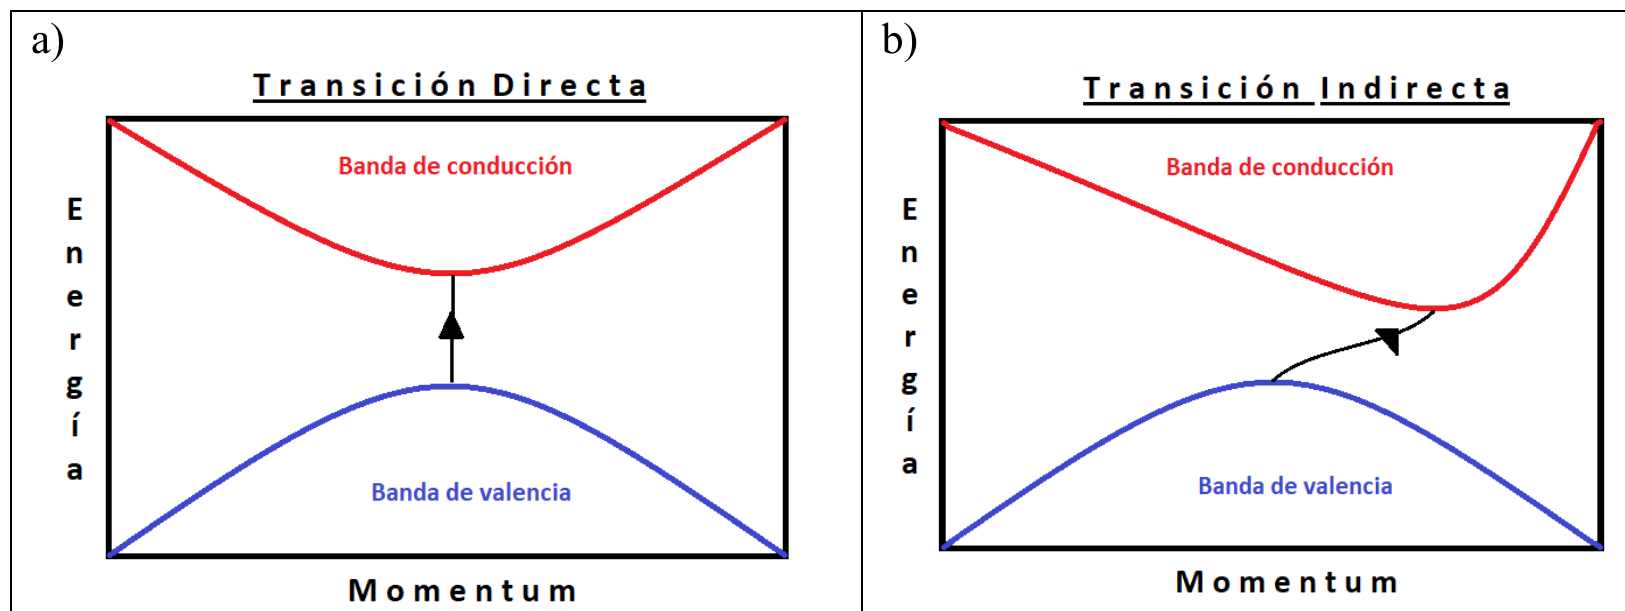 a)
Transición Directa
Banda de conducción
Energía
Banda de valencia
Momentum
b)
Transición Indirecta
Banda de conducción
Energía
Banda de valencia
Momentum